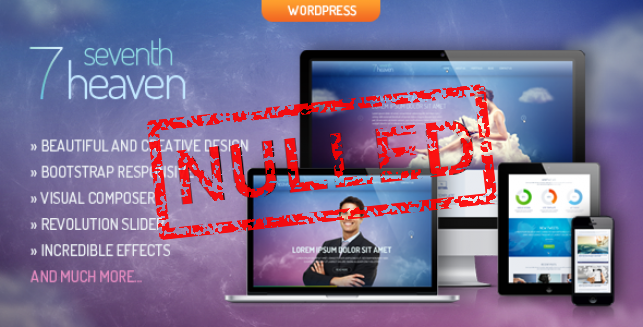 WORDPRESS
7 seventh
heaven
» BEAUTIFUL AND CREATIVE DESIGN
» BOOTSTRAP RESPONSIVE
» VISUAL COMPOSER
» REVOLUTION SLIDER
» INCREDIBLE EFFECTS
AND MUCH MORE...
NULLED
LOREM IPSUM DOLOR SIT AMET